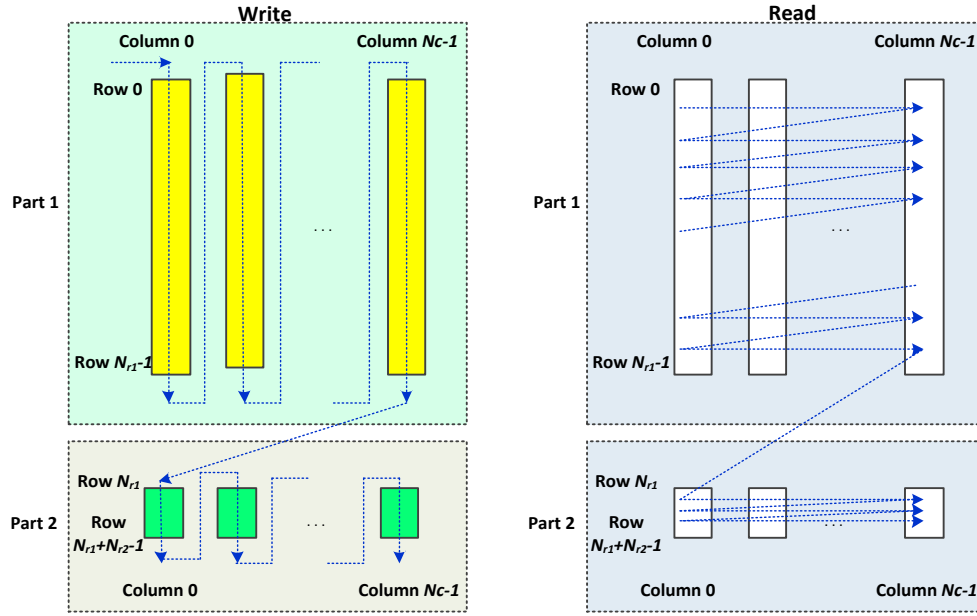 Write
Column 0
Column Nc-1
Row 0
Part 1
. . .
Row Nr1-1
Row Nr1
Part 2
Row
Nr1+Nr2-1
. . .
Column 0
Column Nc-1
Read
Column 0
Column Nc-1
Row 0
Part 1
. . .
Row Nr1-1
Row Nr1
Part 2
Row
Nr1+Nr2-1
. . .
Column 0
Column Nc-1